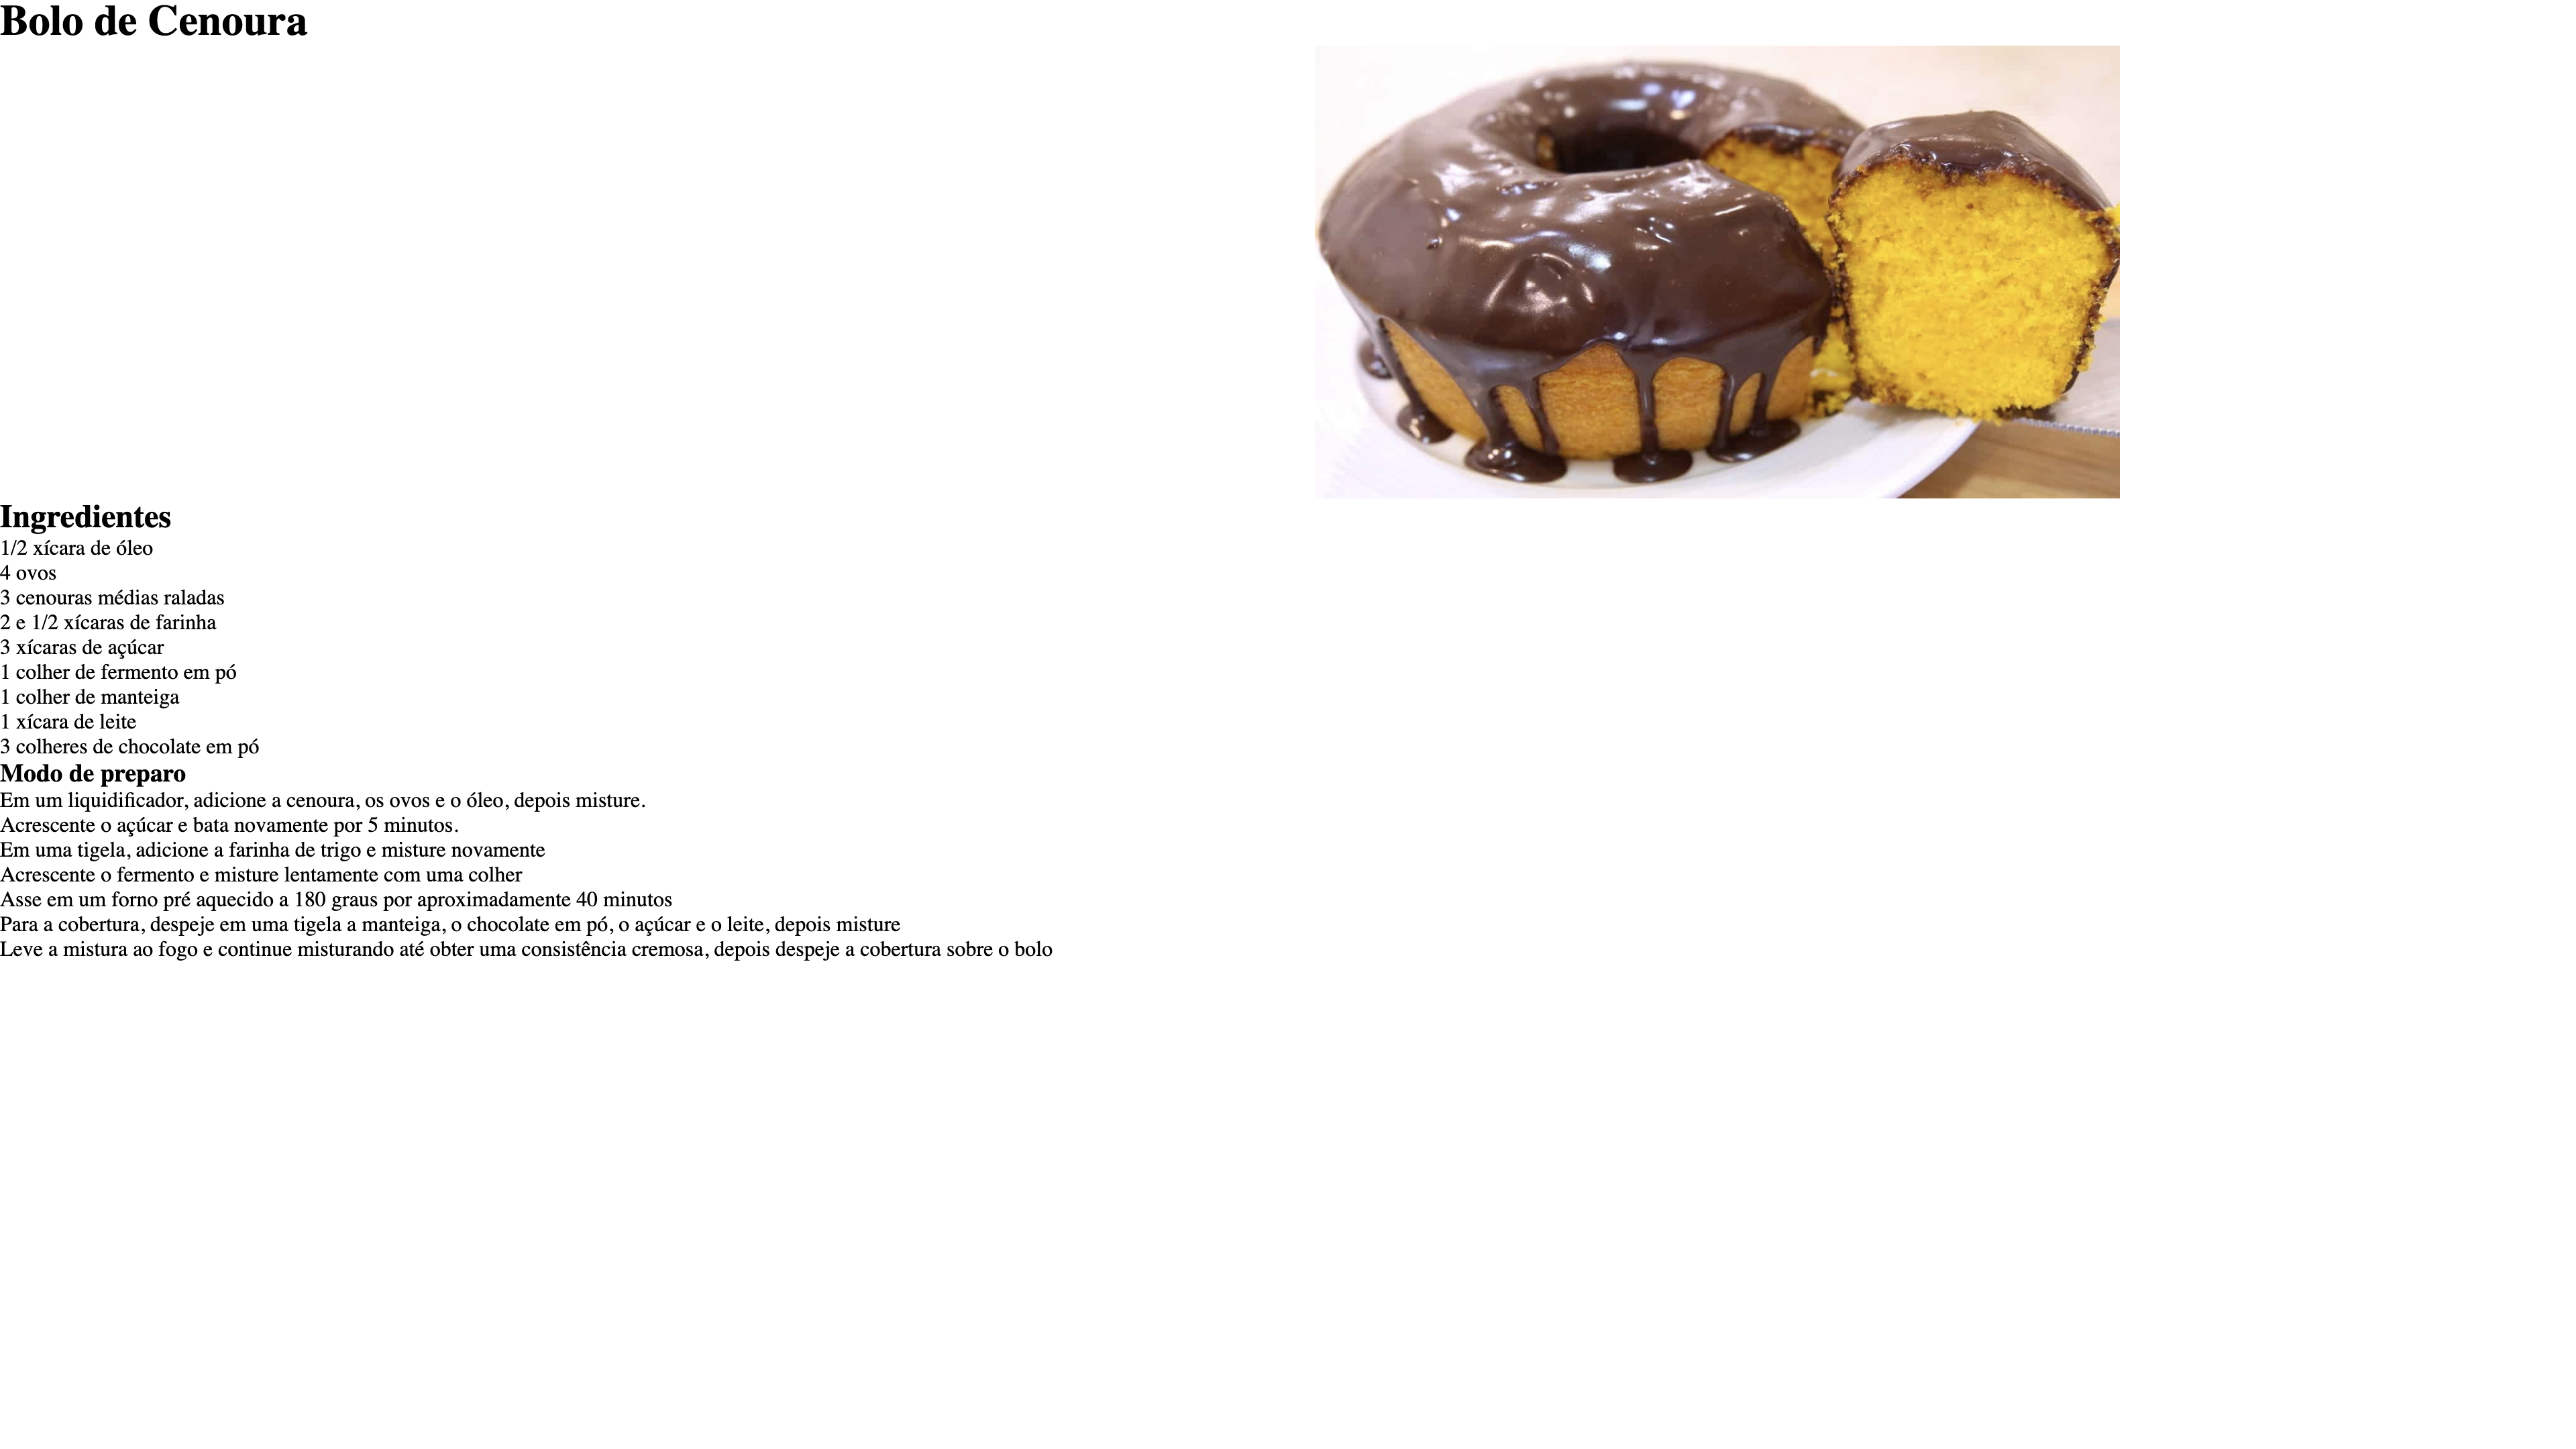 Bolo de Cenoura
Ingredientes
1/2 xícara de óleo
4 ovos
3 cenouras médias raladas
2 e 1/2 xícaras de farinha
3 xícaras de açúcar
1 colher de fermento em pó
1 colher de manteiga
1 xícara de leite
3 colheres de chocolate em pó
Modo de preparo
Em um liquidificador, adicione a cenoura, os ovos e o óleo, depois misture.
Acrescente o açúcar e bata novamente por 5 minutos.
Em uma tigela, adicione a farinha de trigo e misture novamente
Acrescente o fermento e misture lentamente com uma colher
Asse em um forno pré aquecido a 180 graus por aproximadamente 40 minutos
Para a cobertura, despeje em uma tigela a manteiga, o chocolate em pó, o açúcar e o leite, depois misture
Leve a mistura ao fogo e continue misturando até obter uma consistência cremosa, depois despeje a cobertura sobre o bolo